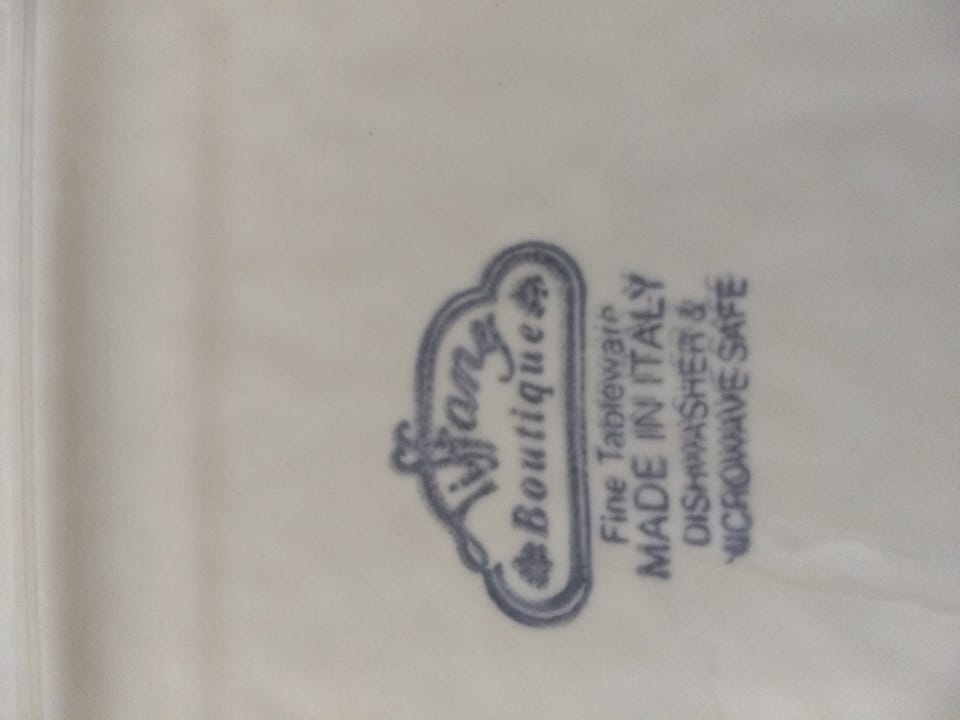 Tiffany
Boutique
Fine Tableware
MADE IN ITALY
DISHWASHER &
MICROWAVE SAFE